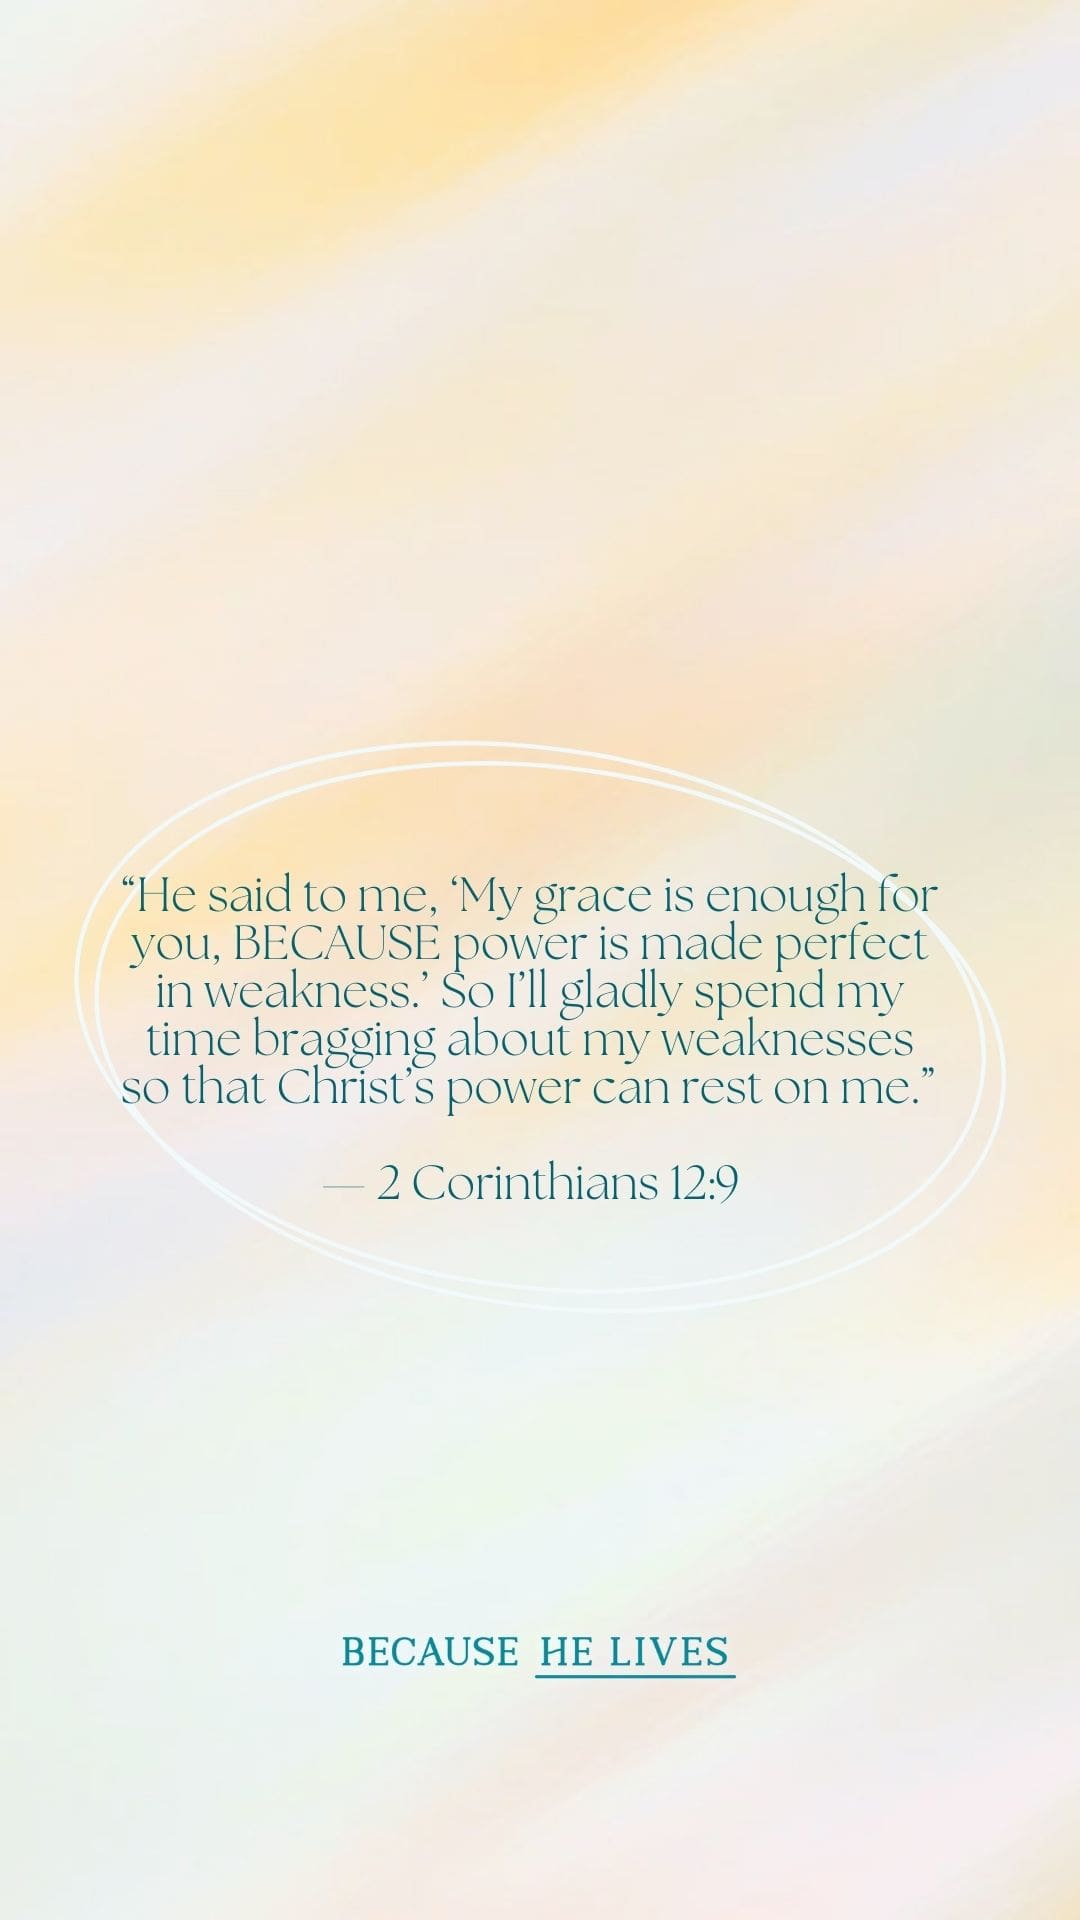 “He said to me, ‘My grace is enough for
you, BECAUSE power is made perfect
in weakness.’ So I’ll gladly spend my
time bragging about my weaknesses
so that Christ’s power can rest on me.”
— 2 Corinthians 12:9
BECAUSE HE LIVES